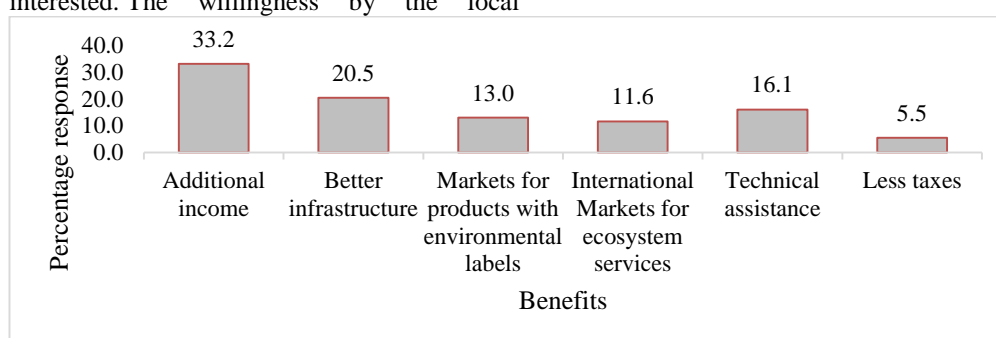 interested. The willingness by the local
Percentage response
40.0
30.0
20.0
10.0
0.0
33.2
20.5
13.0
11.6
16.1
5.5
Additional
income
Better
infrastructure
Markets for
products with
environmental
labels
International
Markets for
ecosystem
services
Technical
assistance
Less taxes
Benefits